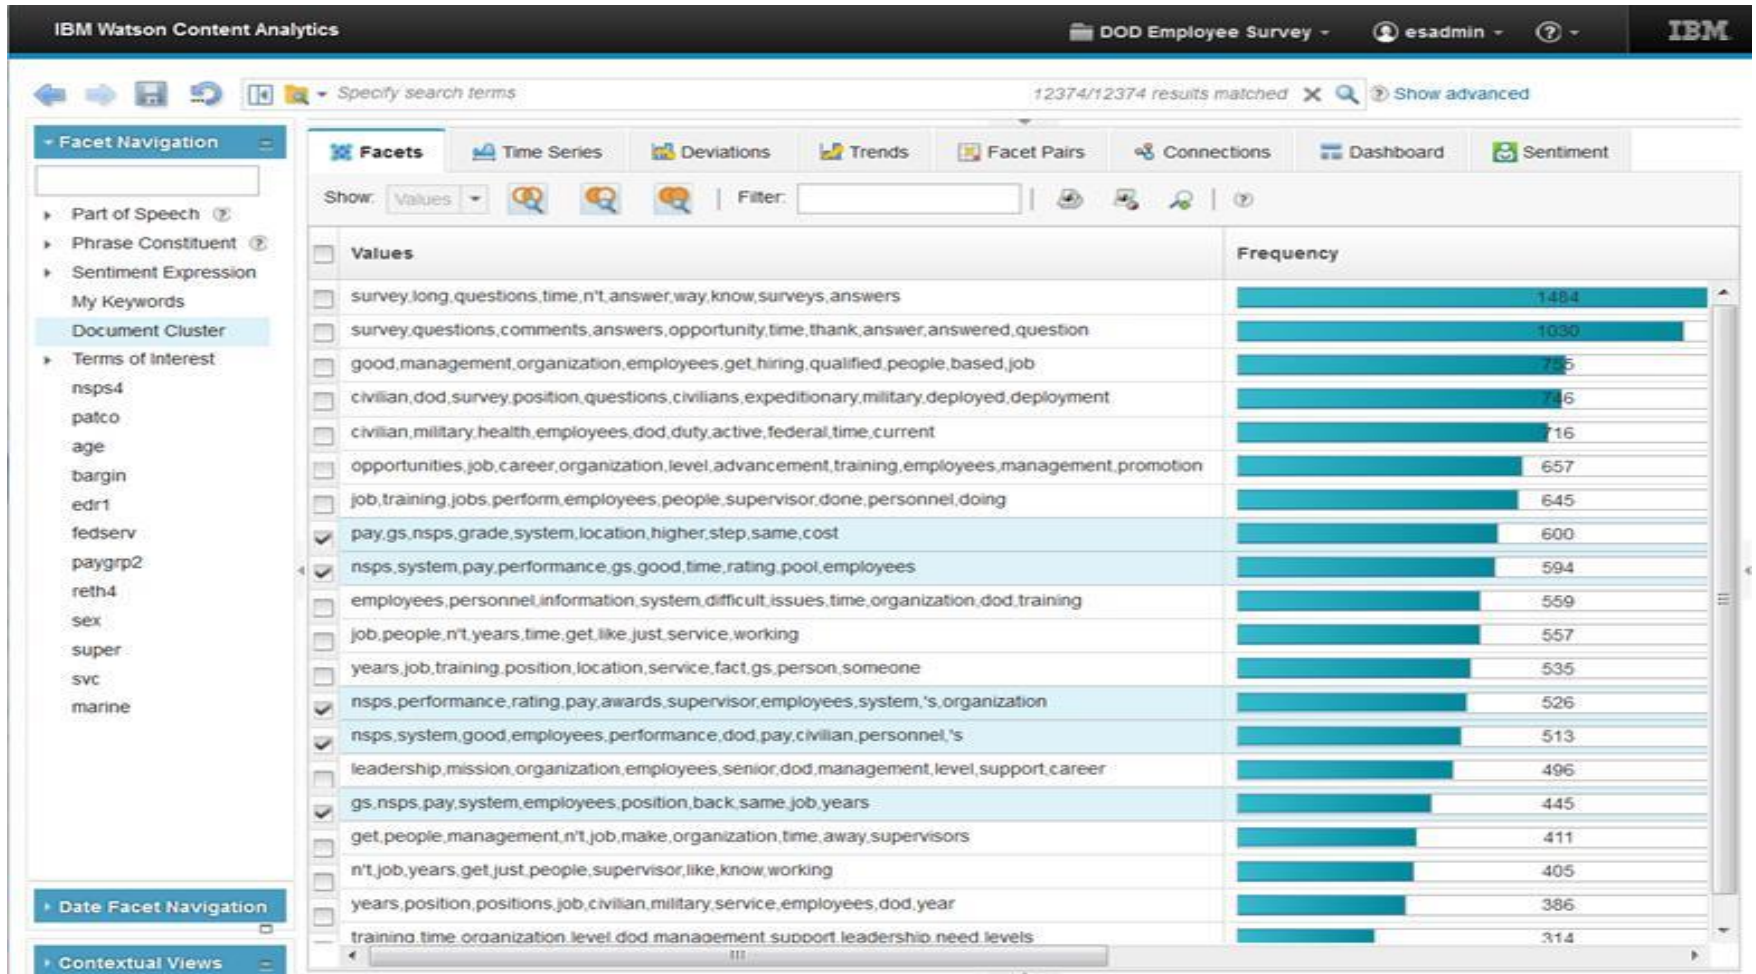 IBM Watson Content Analytics
DOD Employee Survey
esadmin
?
IBM
Specify search terms
12374/12374 results matched
? Show advanced
Facet Navigation
Part of Speech ?
Phrase Constituent ?
Sentiment Expression
My Keywords
Document Cluster
Terms of Interest
nsps4
patco
age
bargin
edr1
fedserv
paygrp2
reth4
sex
super
svc
marine
Date Facet Navigation
Contextual Views
Facets
Time Series
Deviations
Trends
Facet Pairs
Connections
Dashboard
Sentiment
Show: Values
Filter:
?
Values Frequency
survey,long,questions,time,n't,answer,way,know,surveys,answers 1484
survey,questions,comments,answers,opportunity,time,thank,answer,answered,question 1030
good,management,organization,employees,get,hiring,qualified,people,based,job 755
civilian,dod,survey,position,questions,civilians,expeditionary,military,deployed,deployment 746
civilian,military,health,employees,dod,duty,active,federal,time,current 716
opportunities,job,career,organization,level,advancement,training,employees,management,promotion 657
job,training,jobs,perform,employees,people,supervisor,done,personnel,doing 645
pay,gs,nsps,grade,system,location,higher,step,same,cost 600
nsps,system,pay,performance,gs,good,time,rating,pool,employees 594
employees,personnel,information,system,difficult,issues,time,organization,dod,training 559
job,people,n't,years,time,get,like,just,service,working 557
years,job,training,position,location,service,fact,gs,person,someone 535
nsps,performance,rating,pay,awards,supervisor,employees,system,'s,organization 526
nsps,system,good,employees,performance,dod,pay,civilian,personnel,'s 513
leadership,mission,organization,employees,senior,dod,management,level,support,career 496
gs,nsps,pay,system,employees,position,back,same,job,years 445
get,people,management,n't,job,make,organization,time,away,supervisors 411
n't,job,years,get,just,people,supervisor,like,know,working 405
years,position,positions,job,civilian,military,service,employees,dod,year 386
training,time,organization,level,dod,management,support,leadership,need,levels 314